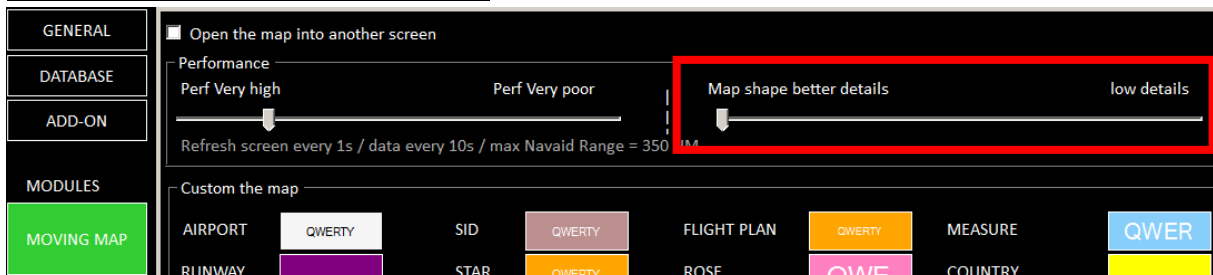 GENERAL
DATABASE
ADD-ON
MODULES
MOVING MAP
Open the map into another screen
Performance
Perf Very high
Perf Very poor
Map shape better details
low details
Refresh screen every 1s / data every 10s / max Navaid Range = 350 NM
Custom the map
AIRPORT QWERTY SID QWERTY FLIGHT PLAN QWERTY MEASURE QWER
RUNWAY STAR QWERTY ROSE QWE COUNTRY